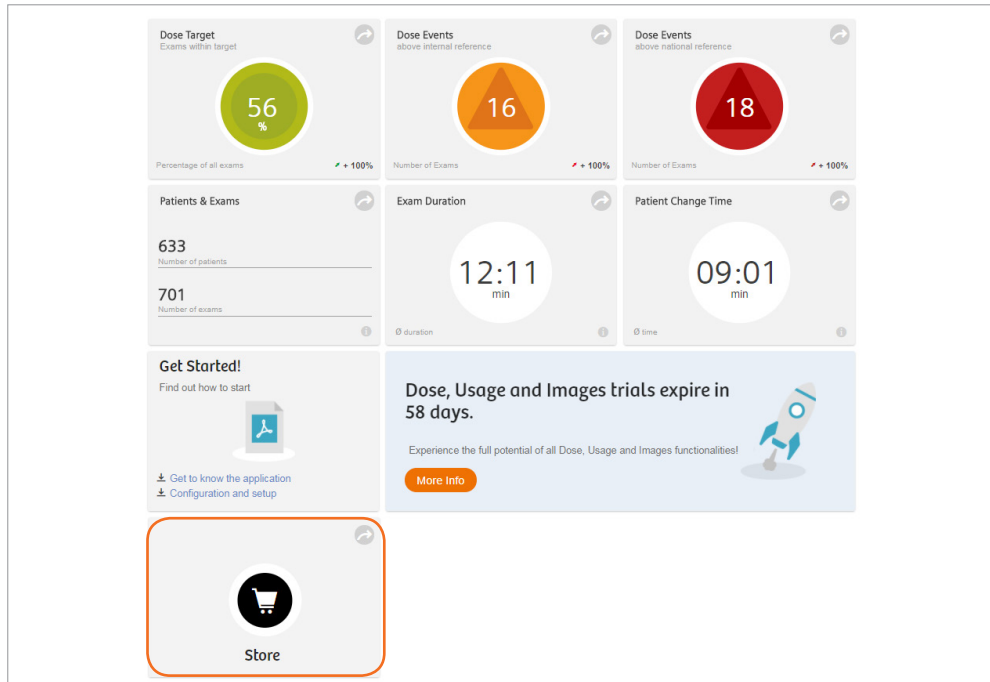 Dose Target
Exams within target
56
%
Percentage of all exams
+ 100%
Dose Events
above internal reference
16
Number of Exams
+ 100%
Dose Events
above national reference
18
Number of Exams
+ 100%
Patients & Exams
633
Number of patients
701
Number of exams
Exam Duration
12:11
min
Ø duration
Patient Change Time
09:01
min
Ø time
Get Started!
Find out how to start
Get to know the application
Configuration and setup
Dose, Usage and Images trials expire in
58 days.
Experience the full potential of all Dose, Usage and Images functionalities!
More Info
Store